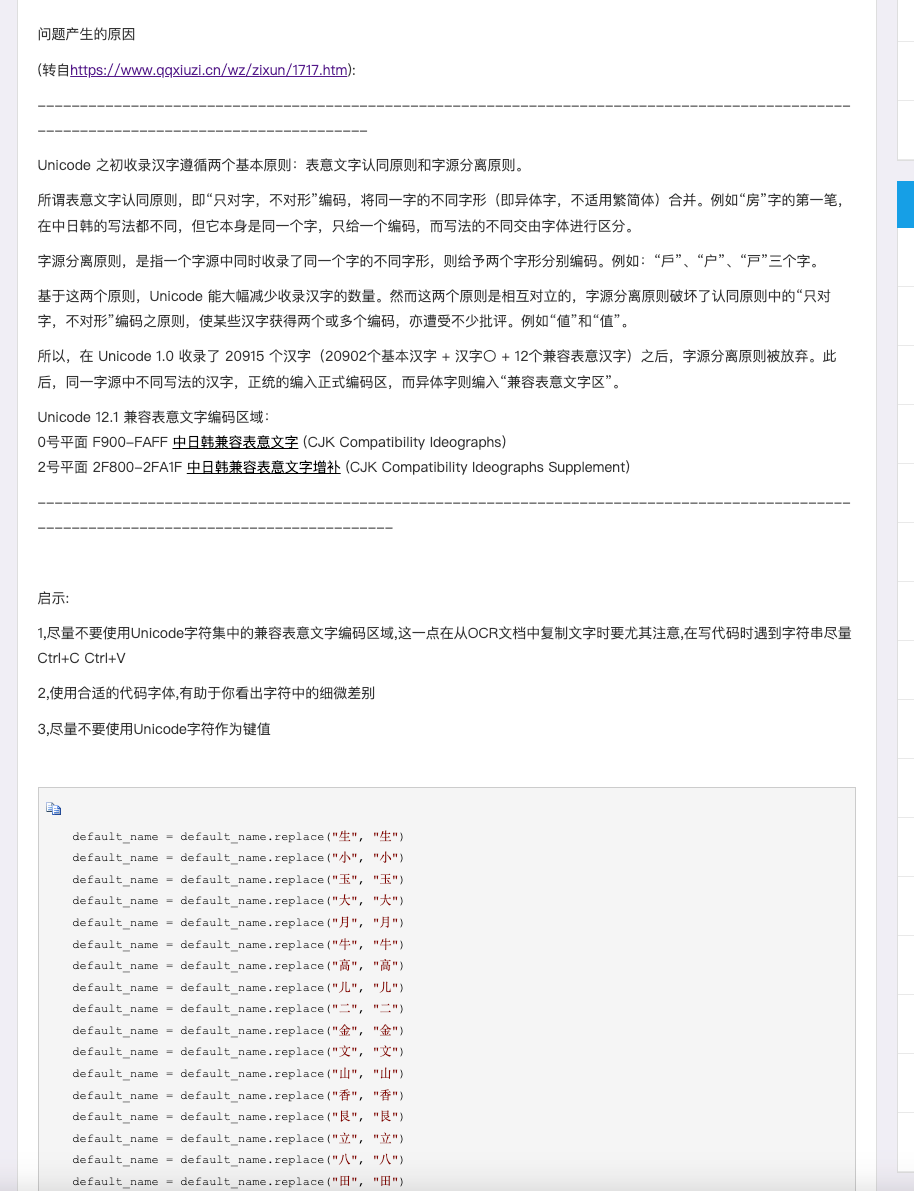 问题产生的原因
(转自https://www.qqxiuzi.cn/wz/zixun/1717.htm):
--------------------------------------------------------------------------------------------------
----------------------------------------
Unicode 之初收录汉字遵循两个基本原则：表意文字认同原则和字源分离原则。
所谓表意文字认同原则，即“只对字，不对形”编码，将同一字的不同字形（即异体字，不适用繁简体）合并。例如“房”字的第一笔，
在中日韩的写法都不同，但它本身是同一个字，只给一个编码，而写法的不同交由字体进行区分。
字源分离原则，是指一个字源中同时收录了同一个字的不同字形，则给予两个字形分别编码。例如：“戶”、“户”、“戸”三个字。
基于这两个原则，Unicode 能大幅减少收录汉字的数量。然而这两个原则是相互对立的，字源分离原则破坏了认同原则中的“只对
字，不对形”编码之原则，使某些汉字获得两个或多个编码，亦遭受不少批评。例如“値”和“值”。
所以，在 Unicode 1.0 收录了 20915 个汉字（20902个基本汉字 + 汉字〇 + 12个兼容表意汉字）之后，字源分离原则被放弃。此
后，同一字源中不同写法的汉字，正统的编入正式编码区，而异体字则编入“兼容表意文字区”。
Unicode 12.1 兼容表意文字编码区域：
0号平面 F900-FAFF 中日韩兼容表意文字 (CJK Compatibility Ideographs)
2号平面 2F800-2FA1F 中日韩兼容表意文字增补 (CJK Compatibility Ideographs Supplement)
--------------------------------------------------------------------------------------------------
-------------------------------------------
启示:
1,尽量不要使用Unicode字符集中的兼容表意文字编码区域,这一点在从OCR文档中复制文字时要尤其注意,在写代码时遇到字符串尽量
Ctrl+C Ctrl+V
2,使用合适的代码字体,有助于你看出字符中的细微差别
3,尽量不要使用Unicode字符作为键值
default_name = default_name.replace("生", "生")
default_name = default_name.replace("小", "小")
default_name = default_name.replace("玉", "玉")
default_name = default_name.replace("大", "大")
default_name = default_name.replace("月", "月")
default_name = default_name.replace("牛", "牛")
default_name = default_name.replace("高", "高")
default_name = default_name.replace("儿", "儿")
default_name = default_name.replace("二", "二")
default_name = default_name.replace("金", "金")
default_name = default_name.replace("文", "文")
default_name = default_name.replace("山", "山")
default_name = default_name.replace("香", "香")
default_name = default_name.replace("艮", "艮")
default_name = default_name.replace("立", "立")
default_name = default_name.replace("八", "八")
default_name = default_name.replace("田", "田")